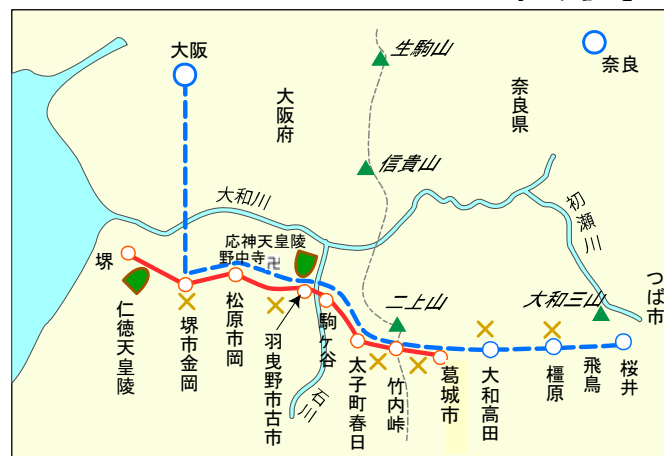 大阪
生駒山
奈良
大阪府
奈良県
信貴山
大和川
初瀬川
応神天皇陵
野中寺
卍
堺
つば市
仁徳天皇陵
堺市金岡
松原市岡
羽曳野市古市
駒ヶ谷
石川
太子町春日
二上山
竹内峠
葛城市
大和高田
大和三山
橿原
飛鳥
桜井